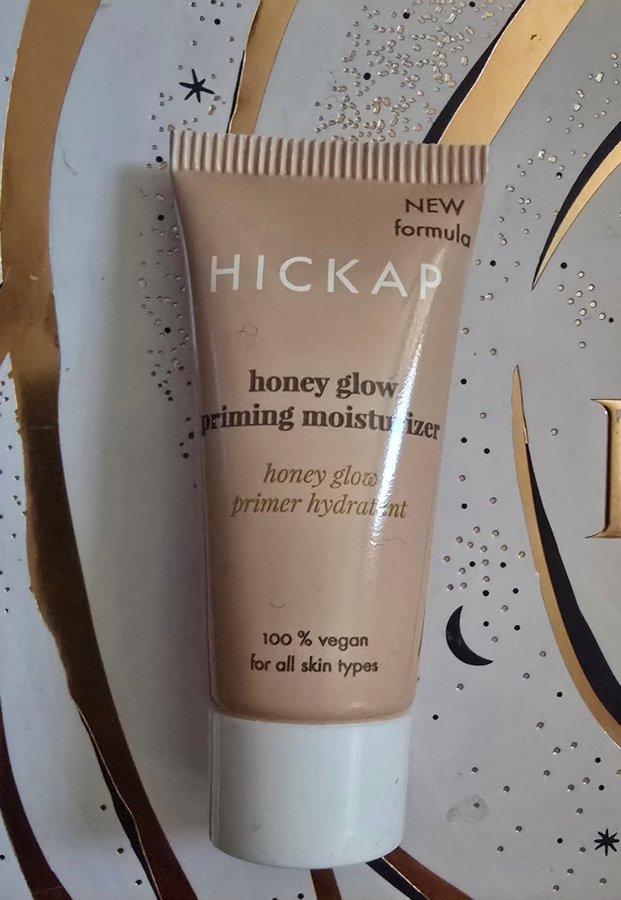 NEW
formula
HICKAP
honey glow
priming moisturizer
honey glow
primer hydratant
100 % vegan
for all skin types